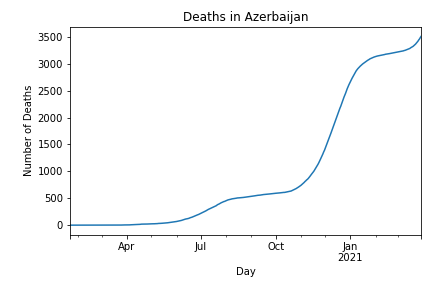 Deaths in Azerbaijan
Number of Deaths
3500
3000
2500
2000
1500
1000
500
0
Apr
Jul
Oct
Jan
2021
Day